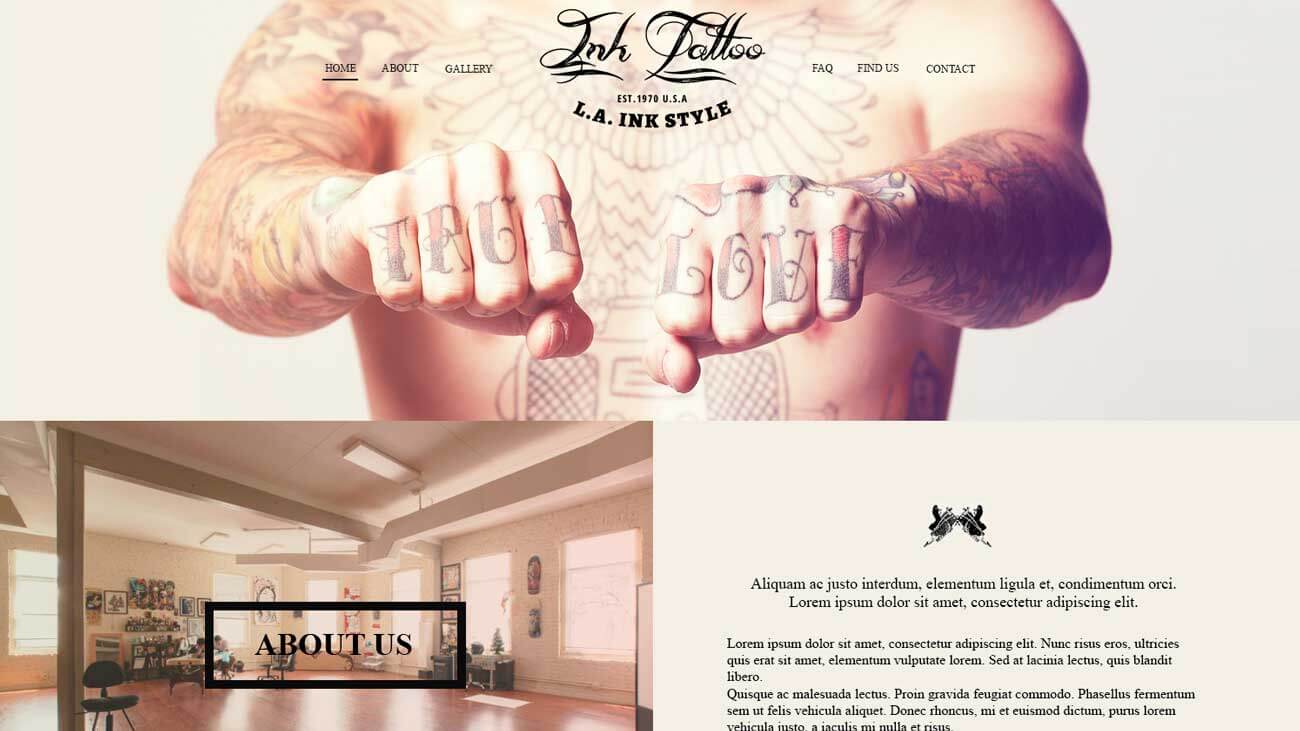 Ink Tattoo
HOME ABOUT GALLERY FAQ FIND US CONTACT
EST.1970 U.S.A
L.A. INK STYLE
TRUE LOVE
ABOUT US
Aliquam ac justo interdum, elementum ligula et, condimentum orci.
Lorem ipsum dolor sit amet, consectetur adipiscing elit.
Lorem ipsum dolor sit amet, consectetur adipiscing elit. Nunc risus eros, ultricies
quis erat sit amet, elementum vulputate lorem. Sed at lacinia lectus, quis blandit
libero.
Quisque ac malesuada lectus. Proin gravida feugiat commodo. Phasellus fermentum
sem ut felis vehicula aliquet. Donec rhoncus, mi et euismod dictum, purus lorem
vehicula justo, a iaculis mi nulla et risus.